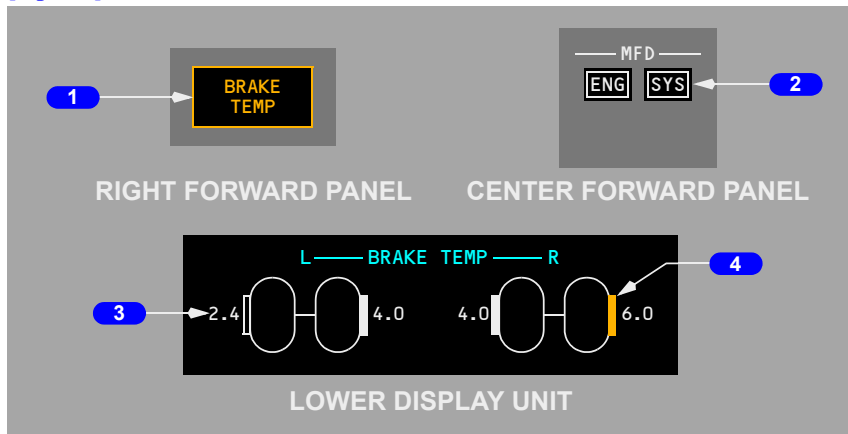 MFD
BRAKE
TEMP
ENG SYS
1
2
RIGHT FORWARD PANEL
CENTER FORWARD PANEL
L BRAKE TEMP R
4
3
2.4 4.0 4.0 6.0
LOWER DISPLAY UNIT